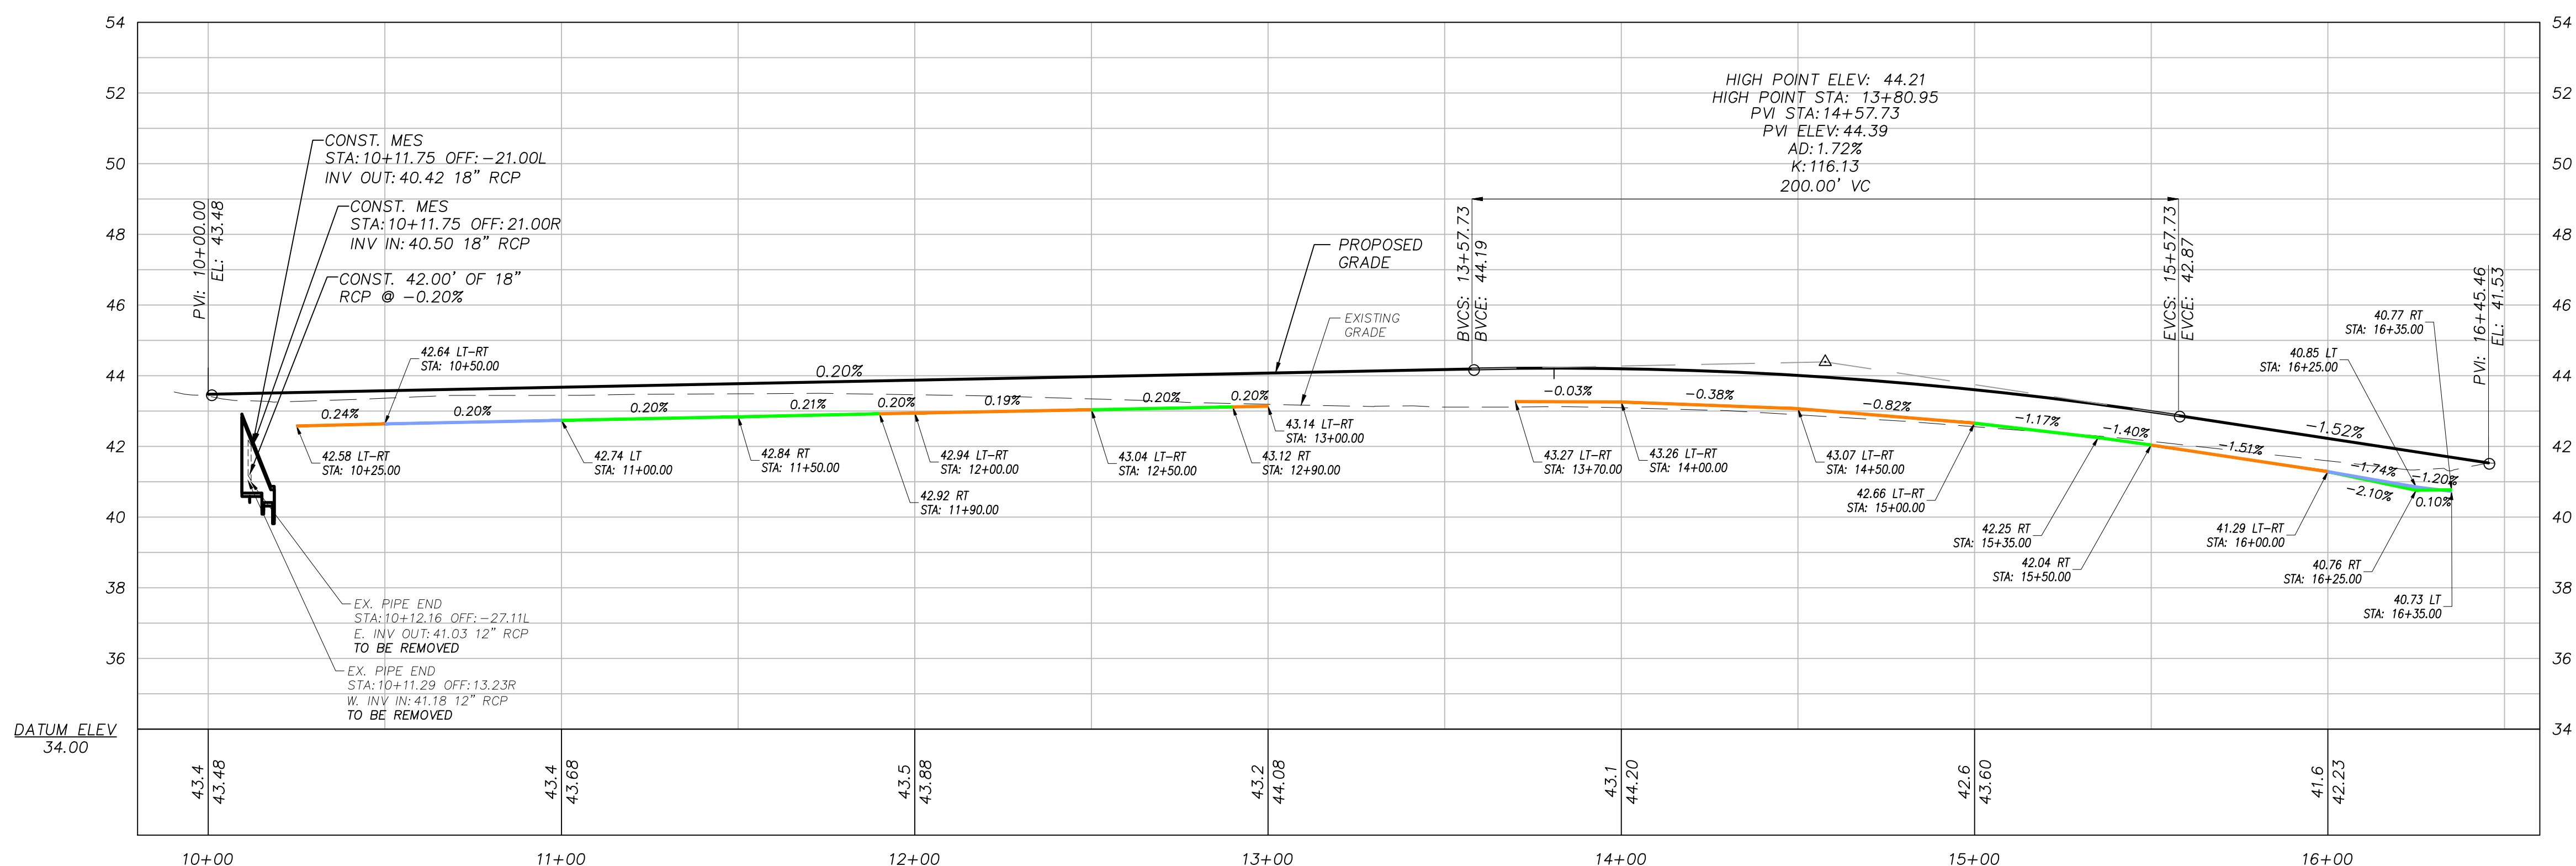 54
52
50
48
46
44
42
40
38
36
DATUM ELEV
34.00
54
52
50
48
46
44
42
40
38
36
34
PVI: 10+00.00
EL: 43.48
CONST. MES
STA:10+11.75 OFF:-21.00L
INV OUT:40.42 18" RCP
CONST. MES
STA:10+11.75 OFF:21.00R
INV IN:40.50 18" RCP
CONST. 42.00' OF 18"
RCP @ -0.20%
PROPOSED
GRADE
EXISTING
GRADE
HIGH POINT ELEV: 44.21
HIGH POINT STA: 13+80.95
PVI STA:14+57.73
PVI ELEV:44.39
AD:1.72%
K:116.13
200.00' VC
BVCS: 13+57.73
BVCE: 44.19
EVCS: 15+57.73
EVCE: 42.87
PVI: 16+45.46
EL: 41.53
0.20%
-1.52%
0.24%
0.20%
0.20%
0.21%
0.20%
0.19%
0.20%
0.20%
-0.03%
-0.38%
-0.82%
-1.17%
-1.40%
-1.51%
-1.74%
-1.20%
-2.10%
0.10%
42.64 LT-RT
STA: 10+50.00
42.58 LT-RT
STA: 10+25.00
42.74 LT
STA: 11+00.00
42.84 RT
STA: 11+50.00
42.92 RT
STA: 11+90.00
42.94 LT-RT
STA: 12+00.00
43.04 LT-RT
STA: 12+50.00
43.12 RT
STA: 12+90.00
43.14 LT-RT
STA: 13+00.00
43.27 LT-RT
STA: 13+70.00
43.26 LT-RT
STA: 14+00.00
43.07 LT-RT
STA: 14+50.00
42.66 LT-RT
STA: 15+00.00
42.25 RT
STA: 15+35.00
42.04 RT
STA: 15+50.00
41.29 LT-RT
STA: 16+00.00
40.77 RT
STA: 16+35.00
40.85 LT
STA: 16+25.00
40.76 RT
STA: 16+25.00
40.73 LT
STA: 16+35.00
EX. PIPE END
STA:10+12.16 OFF:-27.11L
E. INV OUT:41.03 12" RCP
TO BE REMOVED
EX. PIPE END
STA:10+11.29 OFF:13.23R
W. INV IN:41.18 12" RCP
TO BE REMOVED
43.4
43.48
43.4
43.68
43.5
43.88
43.2
44.08
43.1
44.20
42.6
43.60
41.6
42.23
10+00
11+00
12+00
13+00
14+00
15+00
16+00